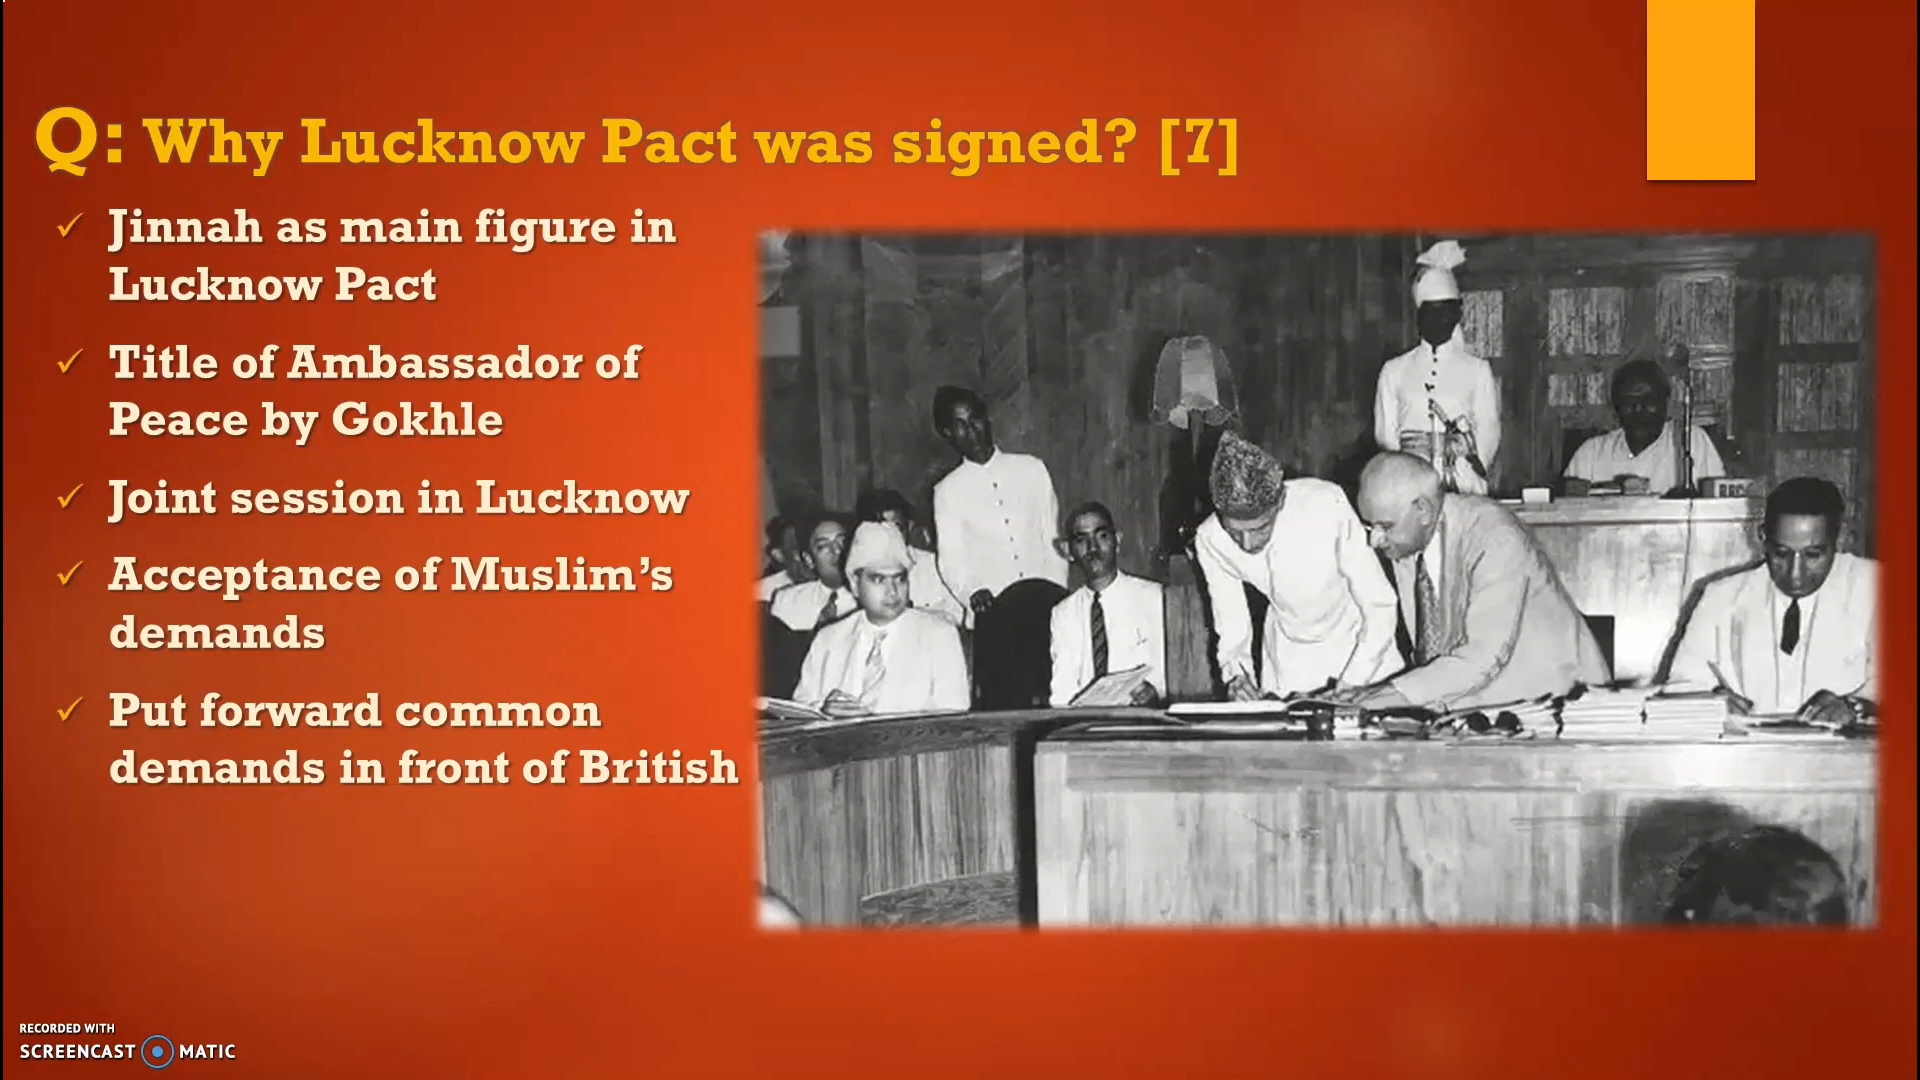 Q: Why Lucknow Pact was signed? [7]
✓ Jinnah as main figure in
Lucknow Pact
✓ Title of Ambassador of
Peace by Gokhle
✓ Joint session in Lucknow
✓ Acceptance of Muslim’s
demands
✓ Put forward common
demands in front of British
RECORDED WITH
SCREENCAST MATIC